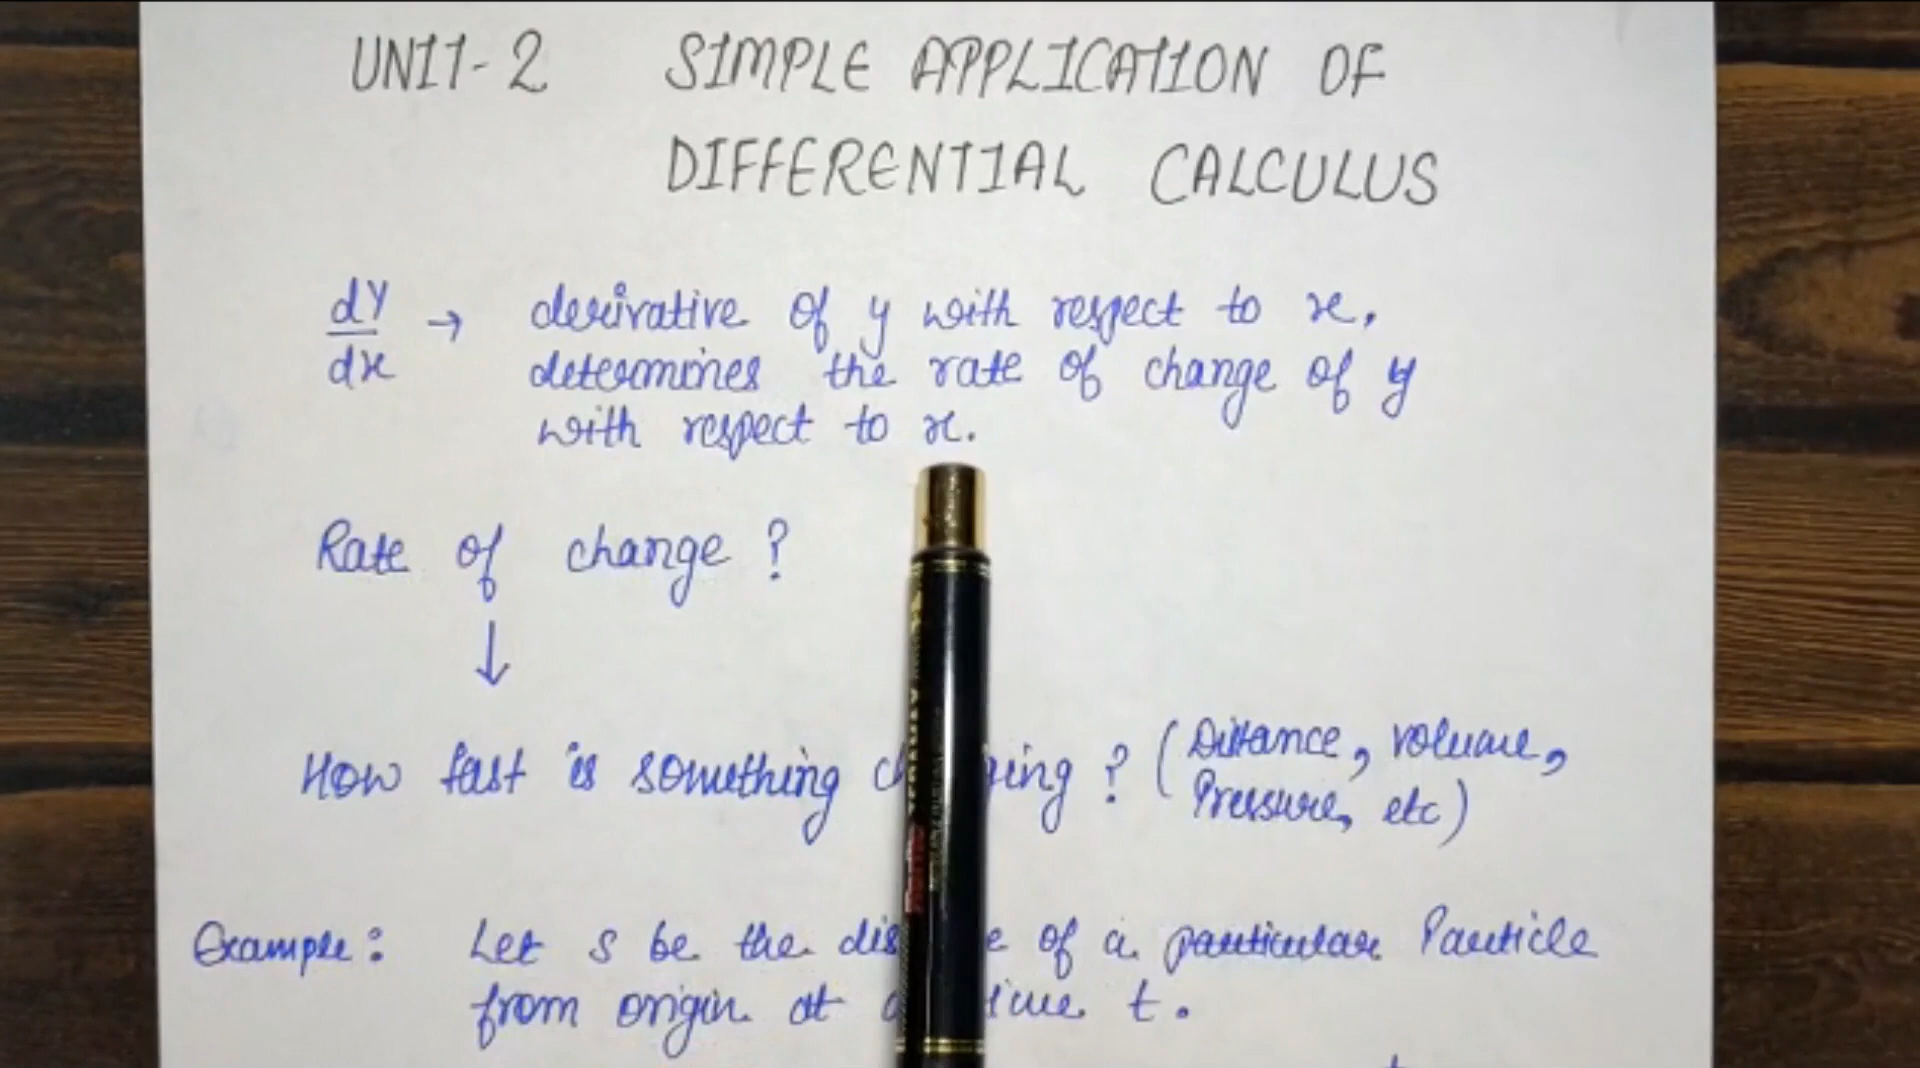 UNIT-2 SIMPLE APPLICATION OF
DIFFERENTIAL CALCULUS
dy/dx → derivative of y with respect to x,
determines the rate of change of y
with respect to x.
Rate of change ?
↓
How fast is something ? (Distance, volume,
Pressure, etc)
Example: Let s be the of a particular Particle
from origin at t.